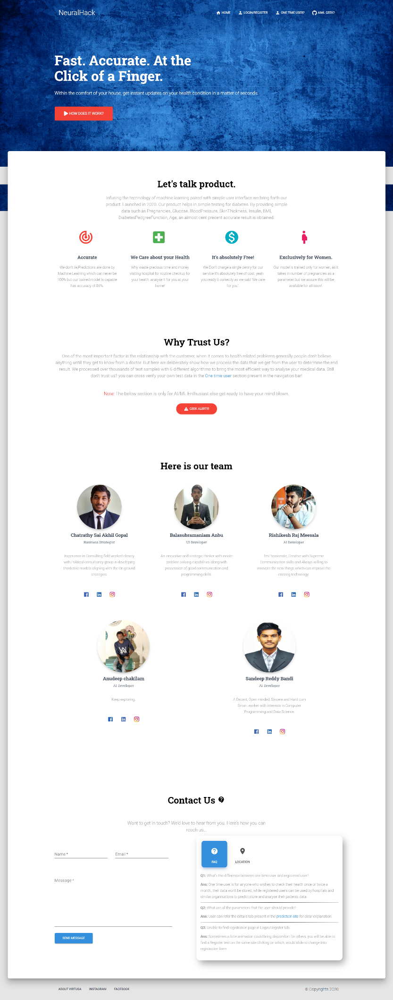 NeuralHack
HOME
LOGIN/REGISTER
ONE TIME USER?
AIML GEEK?
Fast. Accurate. At the
Click of a Finger.
Within the comfort of your house, get instant updates on your health condition in a matter of seconds.
HOW DOES IT WORK?
Let's talk product.
Infusing the technology of machine learning paired with simple user interface we bring forth our
product. Launched in 2020. Our product helps in simple testing for diabetes. By providing simple
data such as Pregnancies, Glucose, BloodPressure, SkinThickness, Insulin, BMI,
DiabetesPedgreeFunction, Age, an almost cent precent accurate result is obtained.
Accurate
We don't lie,Predictions are done by
Machine Learning which can never be
100% but our trained model is capable
has accuracy of 86%.
We Care about your Health
Why waste precious time and money
visiting hospital for routine checkup for
your health, analyse it for you at your
home!
It's absolutely Free!
We Don't charge a single penny for our
service it's absolutely free of cost, yeah
you ready it correctly as we said 'We care
for you'.
Exclusively for Women.
Our model is trained only for women, as it
takes in number of pregnancies as a
parameter but we assure this will be
available for all soon!.
Why Trust Us?
One of the most important factor is the relationship with the customer, when it comes to health related problems generally people don't believe
anything untill they get to know from a doctor. But here we deliberately show how we process the data that we get from the user to determine the end
result. We processed over thousands of test samples with 6 different algorithms to bring the most efficient way to analyse your medical data. Still
don't trust us? you can cross verify your own test data in the One time user section present in the navigation bar!
Note: The below section is only for AI/ML Enthusiast else get ready to have your mind blown.
GEEK ALERT!!!
Here is our team
Chatrathy Sai Akhil Gopal
Business Strategist
Experience in Consulting field worked closely
with Political consultancy group in developing
Predictive models aligning with the On ground
strategies.
Balasubramaniam Anbu
UI Developer
An innovative and strategic thinker with innate
problem solving capabilities along with
possession of good communication and
programming skills.
Rishikesh Raj Meesala
AI Developer
I'm Passionate, Creative with Supreme
Communication skills and Always willing to
innovate the new things which can improve the
existing technology.
Anudeep chakilam
AI Developer
Keep exploring.
Sandeep Reddy Bandi
AI Developer
A Decent, Open minded, Sincere and Hard cum
Smart worker with interests in Computer
Programming and Data Science.
Contact Us
Want to get in touch? We'd love to hear from you. Here's how you can
reach us...
Name *
Email *
Message *
SEND MESSAGE
FAQ
LOCATION
Q1: What's the difference between one time user and registered user?
Ans: One time user is for anyone who wishes to check their health once or twice a
month, their data won't be stored, while registered users can be used by hospitals and
similar organisations to predict,store and analyse their patients data.
Q2: What are all the parameters that the user should provide?
Ans: User can refer the details tab present in the prediction site for clear explanation.
Q3: Unable to find registration page in Login/Register tab.
Ans: Sometimes a little animation could bring discomfort for others, you will be able to
find a Register text on the same site clicking on which, would slide to change into
registration form.
ABOUT VIRTUSA
INSTAGRAM
FACEBOOK
© Copyrights 2020